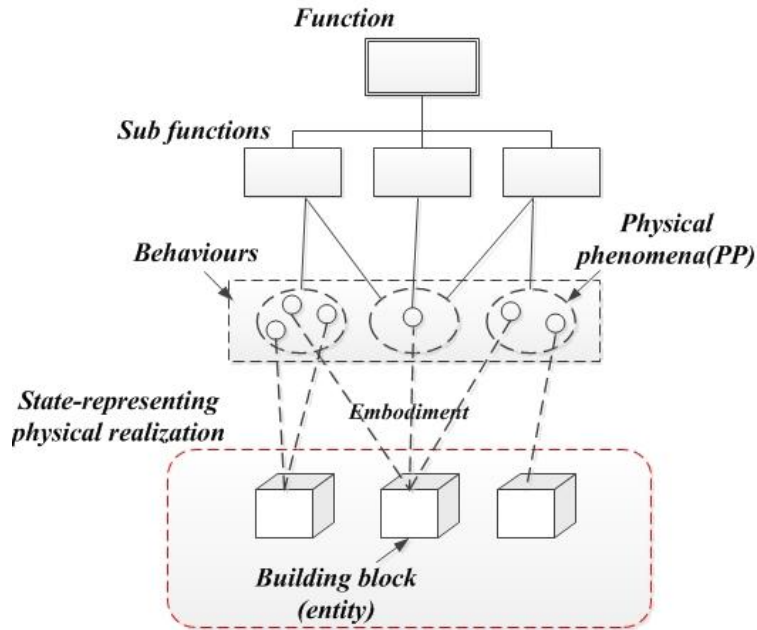 Function
Sub functions
Physical
phenomena(PP)
Behaviours
State-representing
physical realization
Embodiment
Building block
(entity)